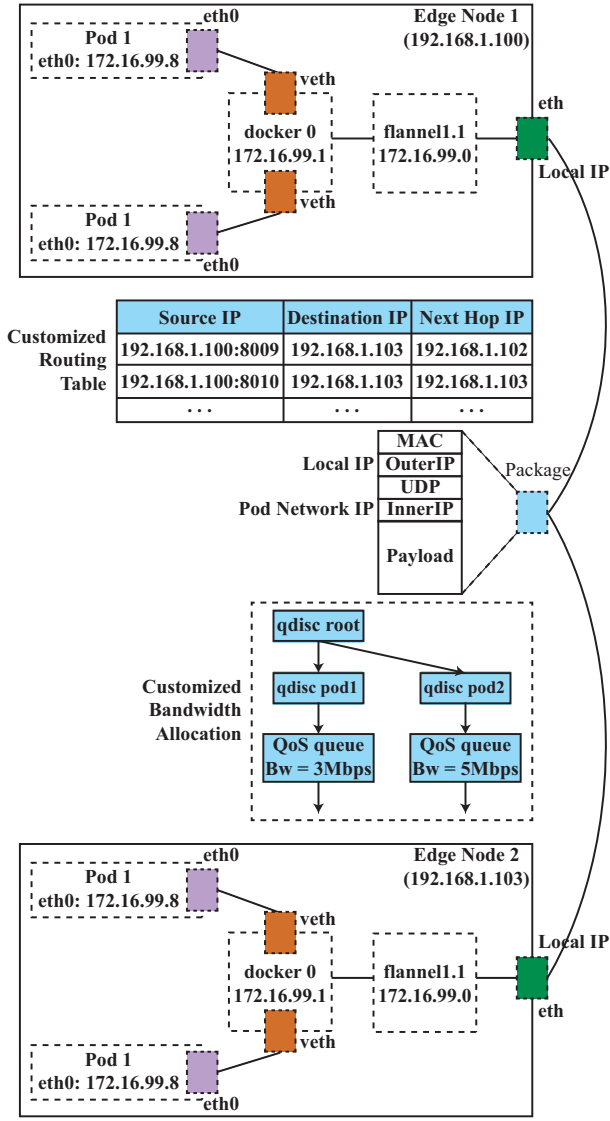 eth0
Edge Node 1
(192.168.1.100)
Pod 1
eth0: 172.16.99.8
veth
eth
docker 0
172.16.99.1
flannel1.1
172.16.99.0
Local IP
veth
Pod 1
eth0: 172.16.99.8
eth0
Customized
Routing
Table
Source IP Destination IP Next Hop IP
192.168.1.100:8009 192.168.1.103 192.168.1.102
192.168.1.100:8010 192.168.1.103 192.168.1.103
... ... ...
MAC
Local IP OuterIP
UDP
Pod Network IP InnerIP
Payload
Package
Customized
Bandwidth
Allocation
qdisc root
qdisc pod1 qdisc pod2
QoS queue
Bw = 3Mbps
QoS queue
Bw = 5Mbps
eth0
Edge Node 2
(192.168.1.103)
Pod 1
eth0: 172.16.99.8
veth
Local IP
docker 0
172.16.99.1
flannel1.1
172.16.99.0
eth
veth
Pod 1
eth0: 172.16.99.8
eth0